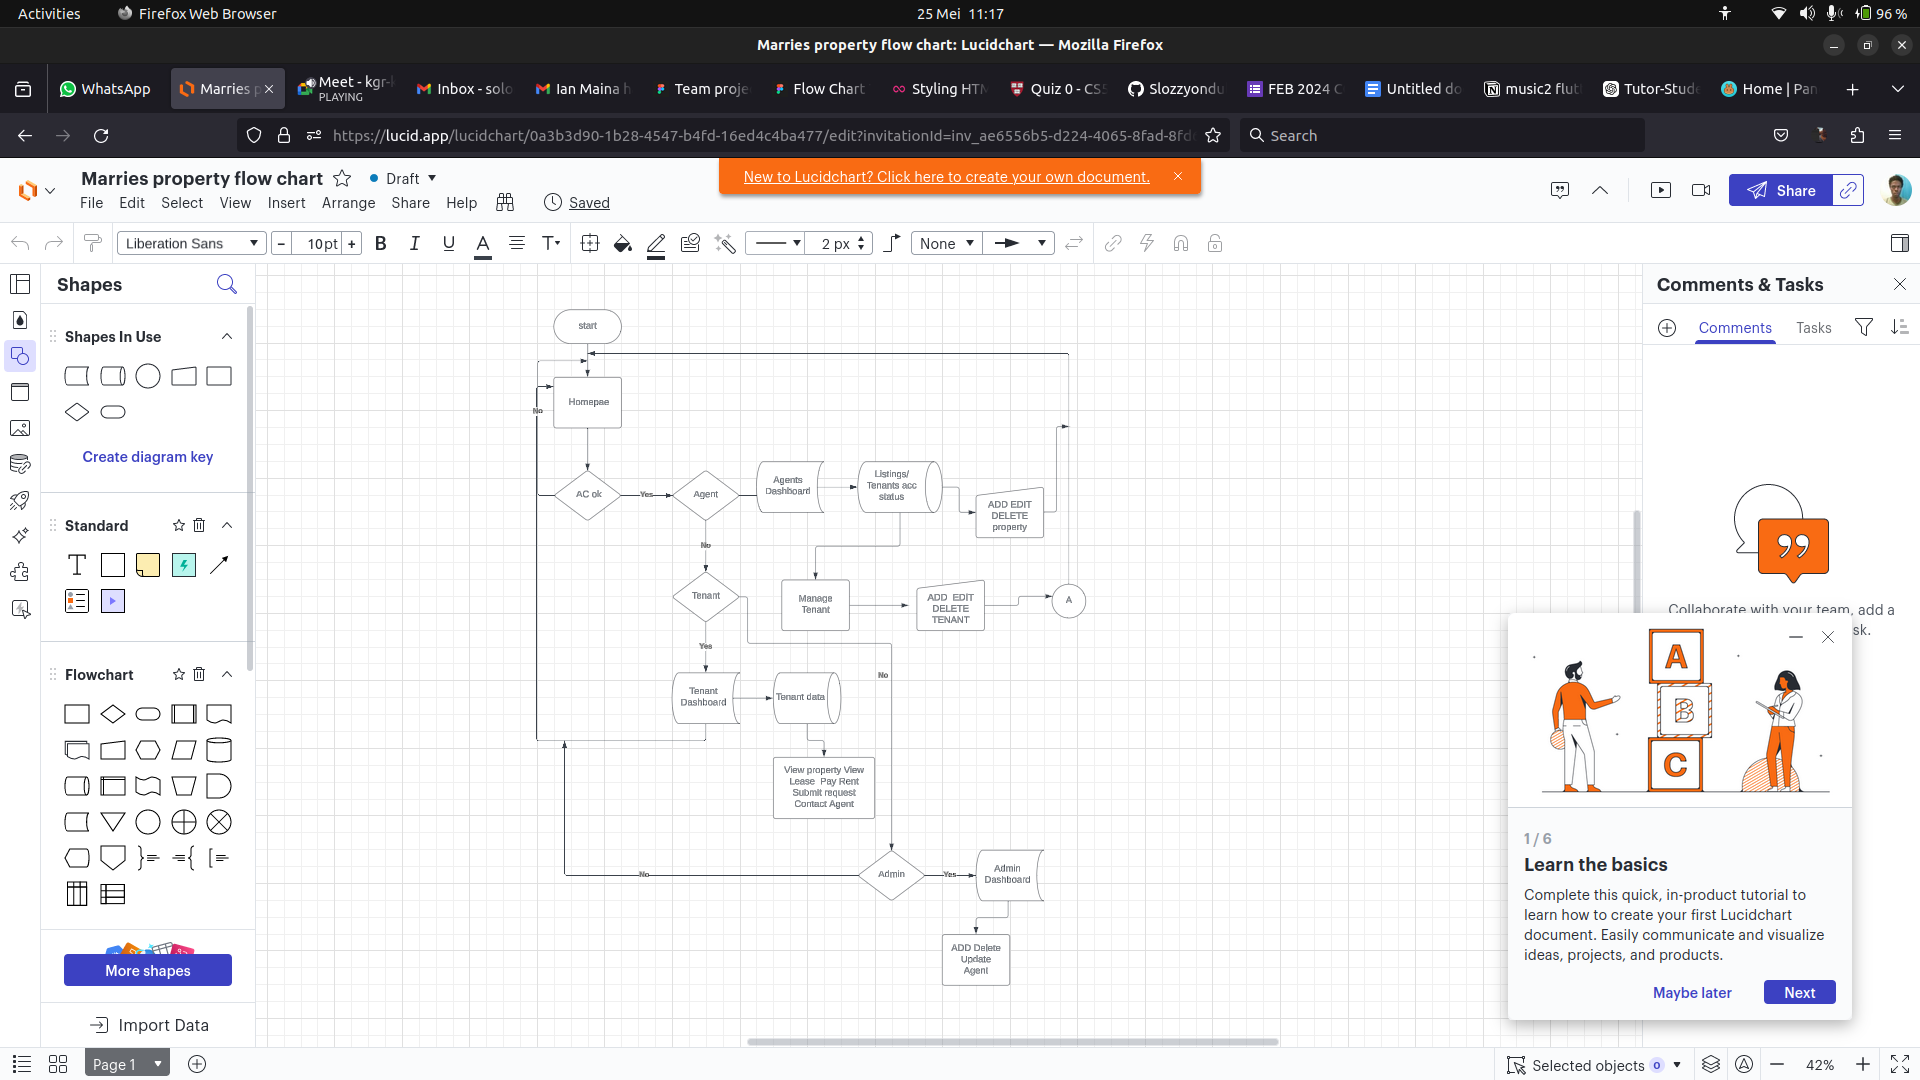 Activities
Firefox Web Browser
25 Mei 11:17
96 %
Marries property flow chart: Lucidchart — Mozilla Firefox
WhatsApp
Marries p
Meet - kgr-
PLAYING
Inbox - solo
Ian Maina h
Team proje
Flow Chart
Styling HTM
Quiz 0 - CS5
Slozzyondu
FEB 2024 C
Untitled do
music2 flut
Tutor-Stude
Home | Pan
https://lucid.app/lucidchart/0a3b3d90-1b28-4547-b4fd-16ed4c4ba477/edit?invitationId=inv_ae6556b5-d224-4065-8fad-8fd
Search
Marries property flow chart
Draft
New to Lucidchart? Click here to create your own document.
Share
File Edit Select View Insert Arrange Share Help
Saved
Liberation Sans
10 pt
B I U A T
2 px
None
Shapes
Shapes In Use
Create diagram key
Standard
T
Flowchart
More shapes
Import Data
start
Homepae
No
AC ok
Yes
Agent
Agents
Dashboard
Listings/
Tenants acc
status
ADD EDIT
DELETE
property
No
Tenant
Manage
Tenant
ADD EDIT
DELETE
TENANT
A
Yes
No
Tenant
Dashboard
Tenant data
View property View
Lease Pay Rent
Submit request
Contact Agent
No
Admin
Yes
Admin
Dashboard
ADD Delete
Update
Agent
Comments & Tasks
Comments
Tasks
Collaborate with your team, add a
sk.
A
B
C
1 / 6
Learn the basics
Complete this quick, in-product tutorial to
learn how to create your first Lucidchart
document. Easily communicate and visualize
ideas, projects, and products.
Maybe later
Next
Page 1
Selected objects 0
42%